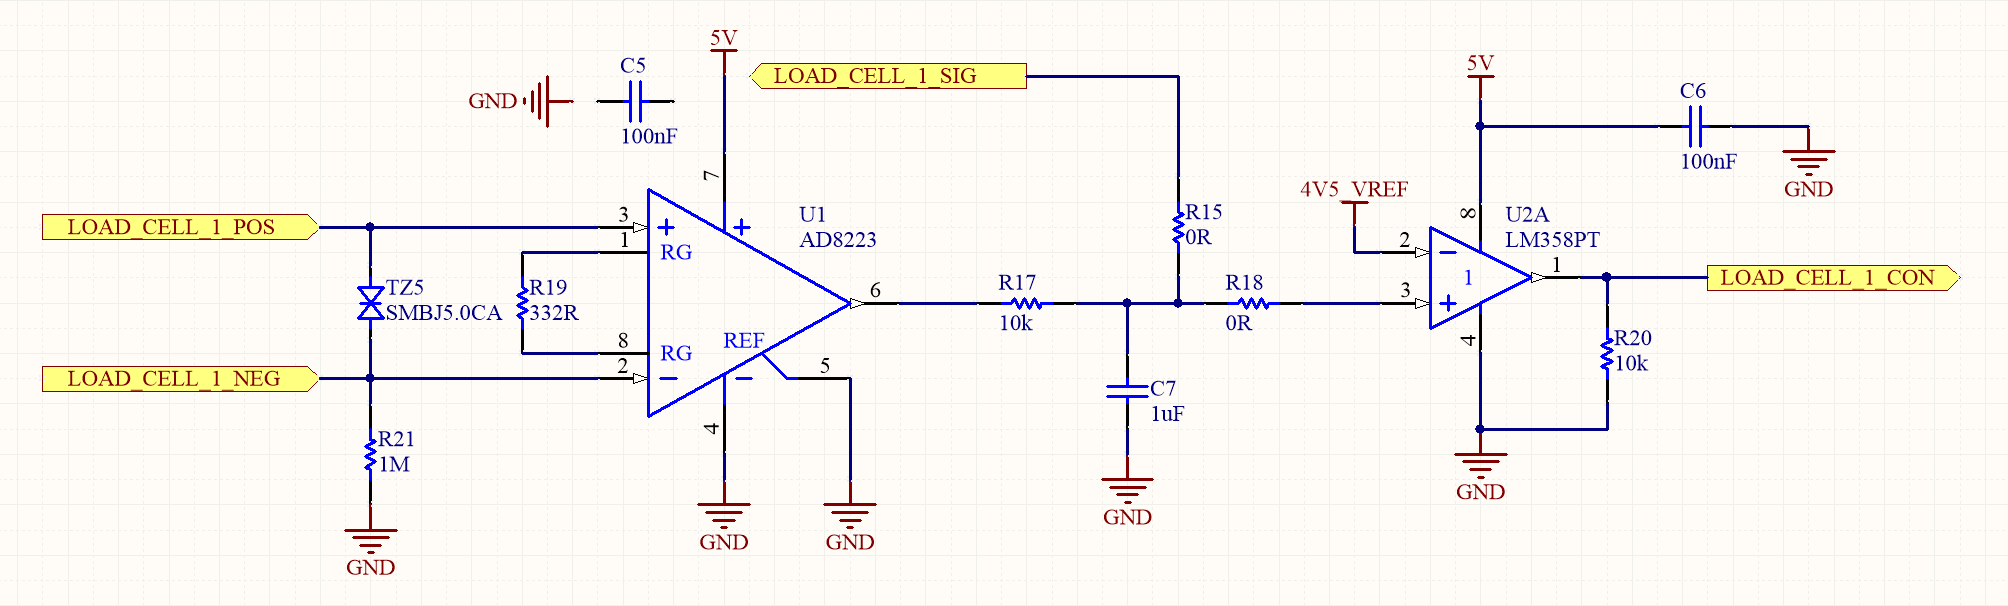 5V
LOAD_CELL_1_SIG
C5
GND
100nF
7
5V
C6
100nF
GND
4V5_VREF
LOAD_CELL_1_POS
3
1
+
+
RG
U1
AD8223
R15
0R
8
U2A
LM358PT
2
−
1
3
+
1
LOAD_CELL_1_CON
TZ5
SMBJ5.0CA
R19
332R
6
R17
10k
R18
0R
REF
8
RG
2
−
−
5
4
LOAD_CELL_1_NEG
C7
1uF
4
R20
10k
R21
1M
4
GND
GND
GND
GND
GND